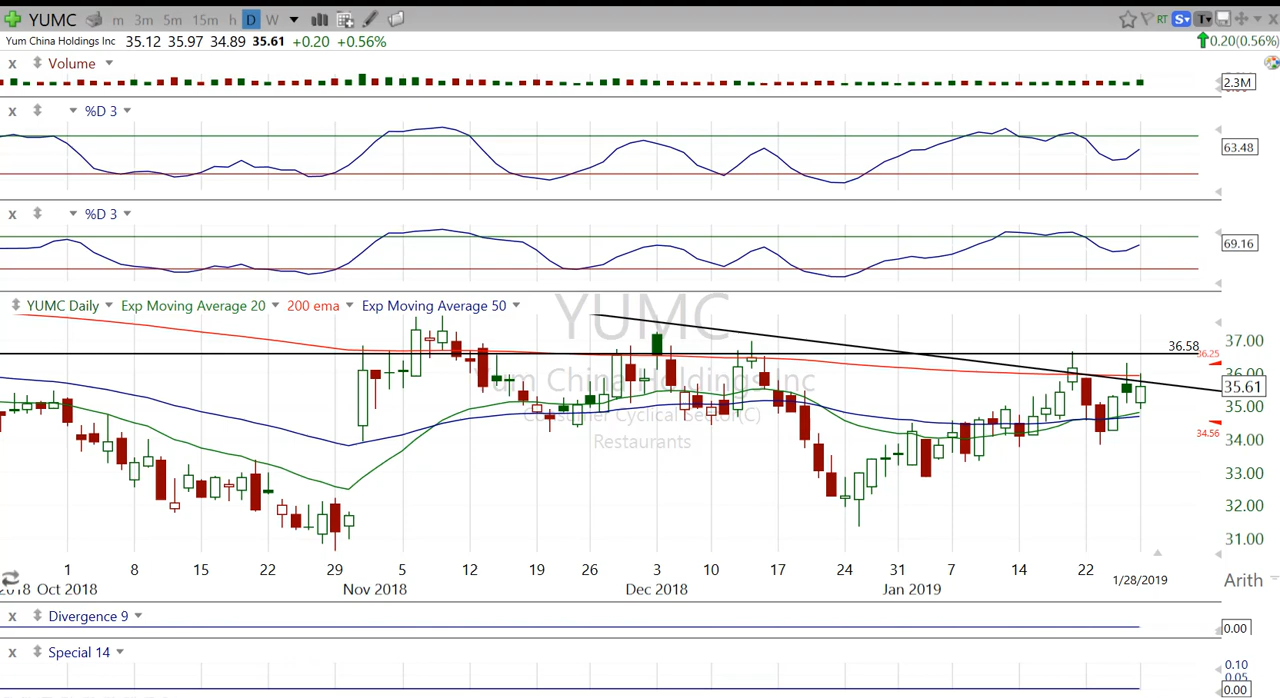 YUMC m 3m 5m 15m h D W RT S T
Yum China Holdings Inc 35.12 35.97 34.89 35.61 +0.20 +0.56% 0.20(0.56%)
x Volume
2.3M
x %D 3
63.48
x %D 3
69.16
YUMC Daily Exp Moving Average 20 200 ema Exp Moving Average 50
YUMC
Yum China Holdings Inc
Consumer Cyclical Sector(C)
Restaurants
36.58
37.00
36.25
36.00
35.61
35.00
34.56
34.00
33.00
32.00
31.00
1 8 15 22 29 5 12 19 26 3 10 17 24 31 7 14 22
Oct 2018 Nov 2018 Dec 2018 Jan 2019 1/28/2019
Arith
x Divergence 9
0.00
x Special 14
0.10
0.05
0.00